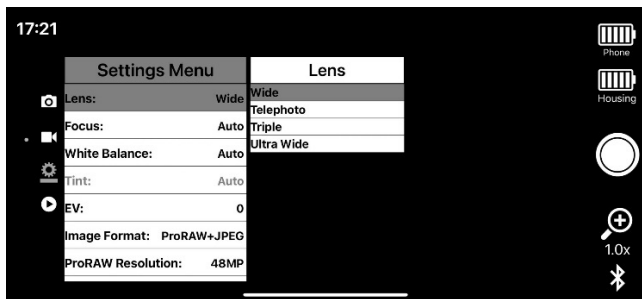 17:21
Settings Menu
Lens: Wide
Focus: Auto
White Balance: Auto
Tint: Auto
EV: 0
Image Format: ProRAW+JPEG
ProRAW Resolution: 48MP
Lens
Wide
Telephoto
Triple
Ultra Wide
Phone
Housing
1.0x